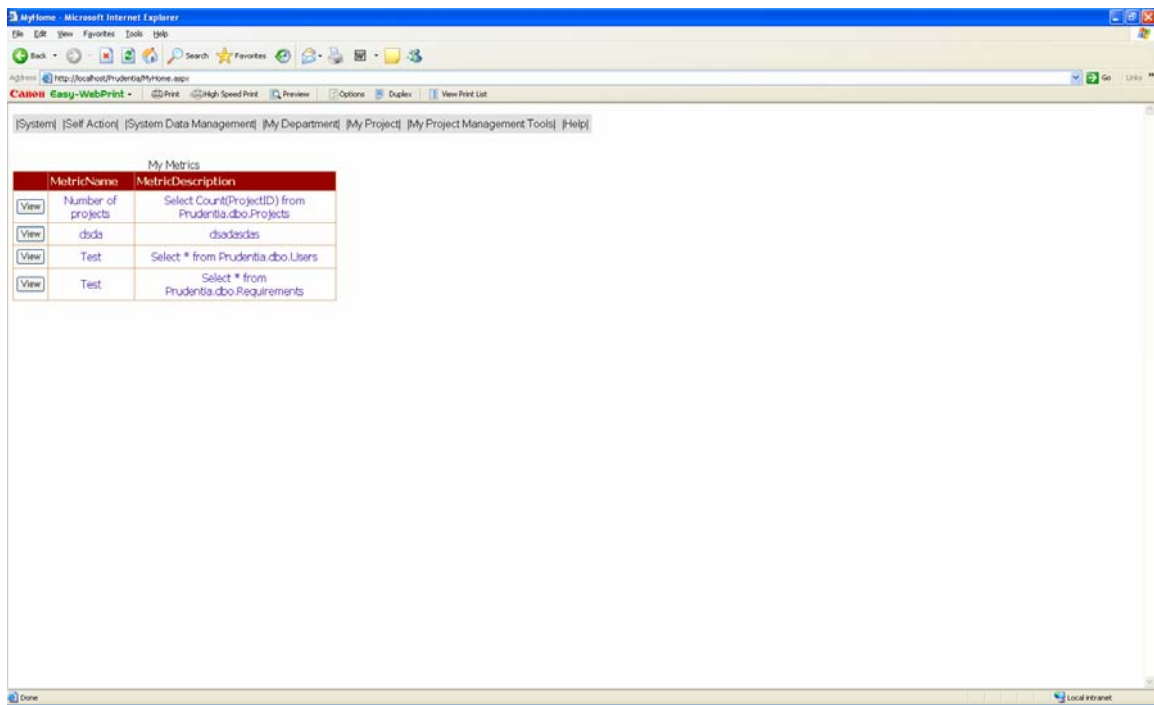 MyHome - Microsoft Internet Explorer
File Edit View Favorites Tools Help
Back Search Favorites
Address http://localhost/Prudentia/MyHome.aspx Go Links »
Canon Easy-WebPrint Print High Speed Print Preview Options Duplex View Print List
|System| |Self Action| |System Data Management| |My Department| |My Project| |My Project Management Tools| |Help|
My Metrics
MetricName MetricDescription
View Number of projects Select Count(ProjectID) from Prudentia.dbo.Projects
View dsda dsadasdas
View Test Select * from Prudentia.dbo.Users
View Test Select * from Prudentia.dbo.Requirements
Done Local intranet